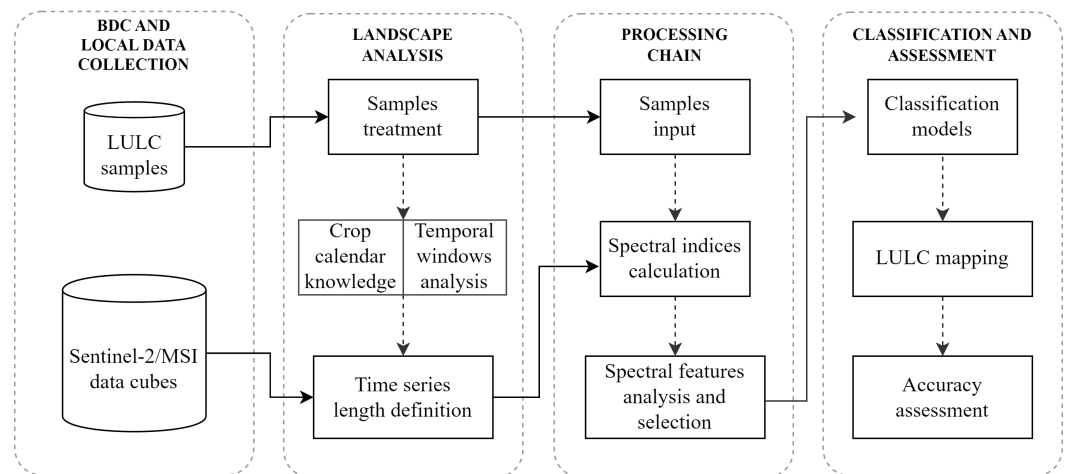 BDC AND
LOCAL DATA
COLLECTION
LULC
samples
Sentinel-2/MSI
data cubes
LANDSCAPE
ANALYSIS
Samples
treatment
Crop
calendar
knowledge
Temporal
windows
analysis
Time series
length definition
PROCESSING
CHAIN
Samples
input
Spectral indices
calculation
Spectral features
analysis and
selection
CLASSIFICATION AND
ASSESSMENT
Classification
models
LULC mapping
Accuracy
assessment